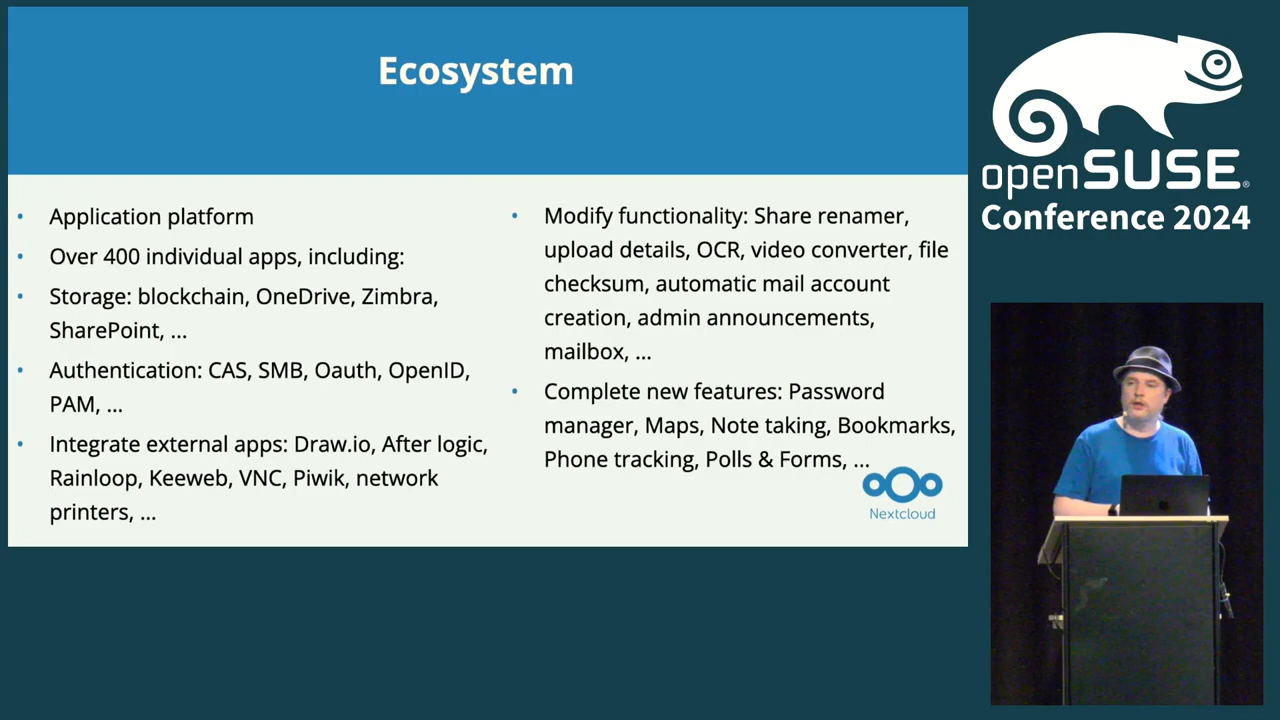 Ecosystem
• Application platform
• Over 400 individual apps, including:
• Storage: blockchain, OneDrive, Zimbra,
SharePoint, ...
• Authentication: CAS, SMB, Oauth, OpenID,
PAM, ...
• Integrate external apps: Draw.io, After logic,
Rainloop, Keeweb, VNC, Piwik, network
printers, ...
• Modify functionality: Share renamer,
upload details, OCR, video converter, file
checksum, automatic mail account
creation, admin announcements,
mailbox, ...
• Complete new features: Password
manager, Maps, Note taking, Bookmarks,
Phone tracking, Polls & Forms, ...
Nextcloud
openSUSE®
Conference 2024